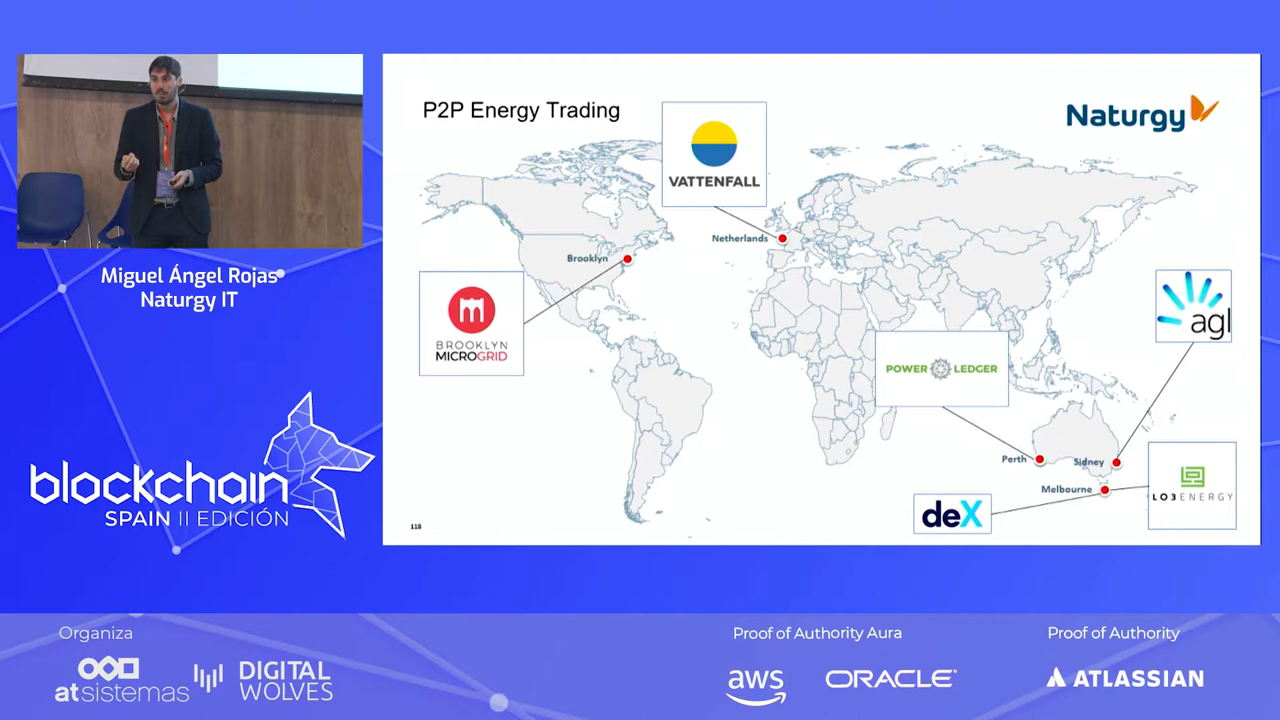 P2P Energy Trading
Naturgy
VATTENFALL
Netherlands
Brooklyn
BROOKLYN
MICROGRID
agl
POWER LEDGER
Perth
Sidney
Melbourne
deX
LO3ENERGY
118
Miguel Ángel Rojas
Naturgy IT
blockchain
SPAIN II EDICIÓN
Organiza
atsistemas
DIGITAL
WOLVES
Proof of Authority Aura
aws
ORACLE
Proof of Authority
ATLASSIAN